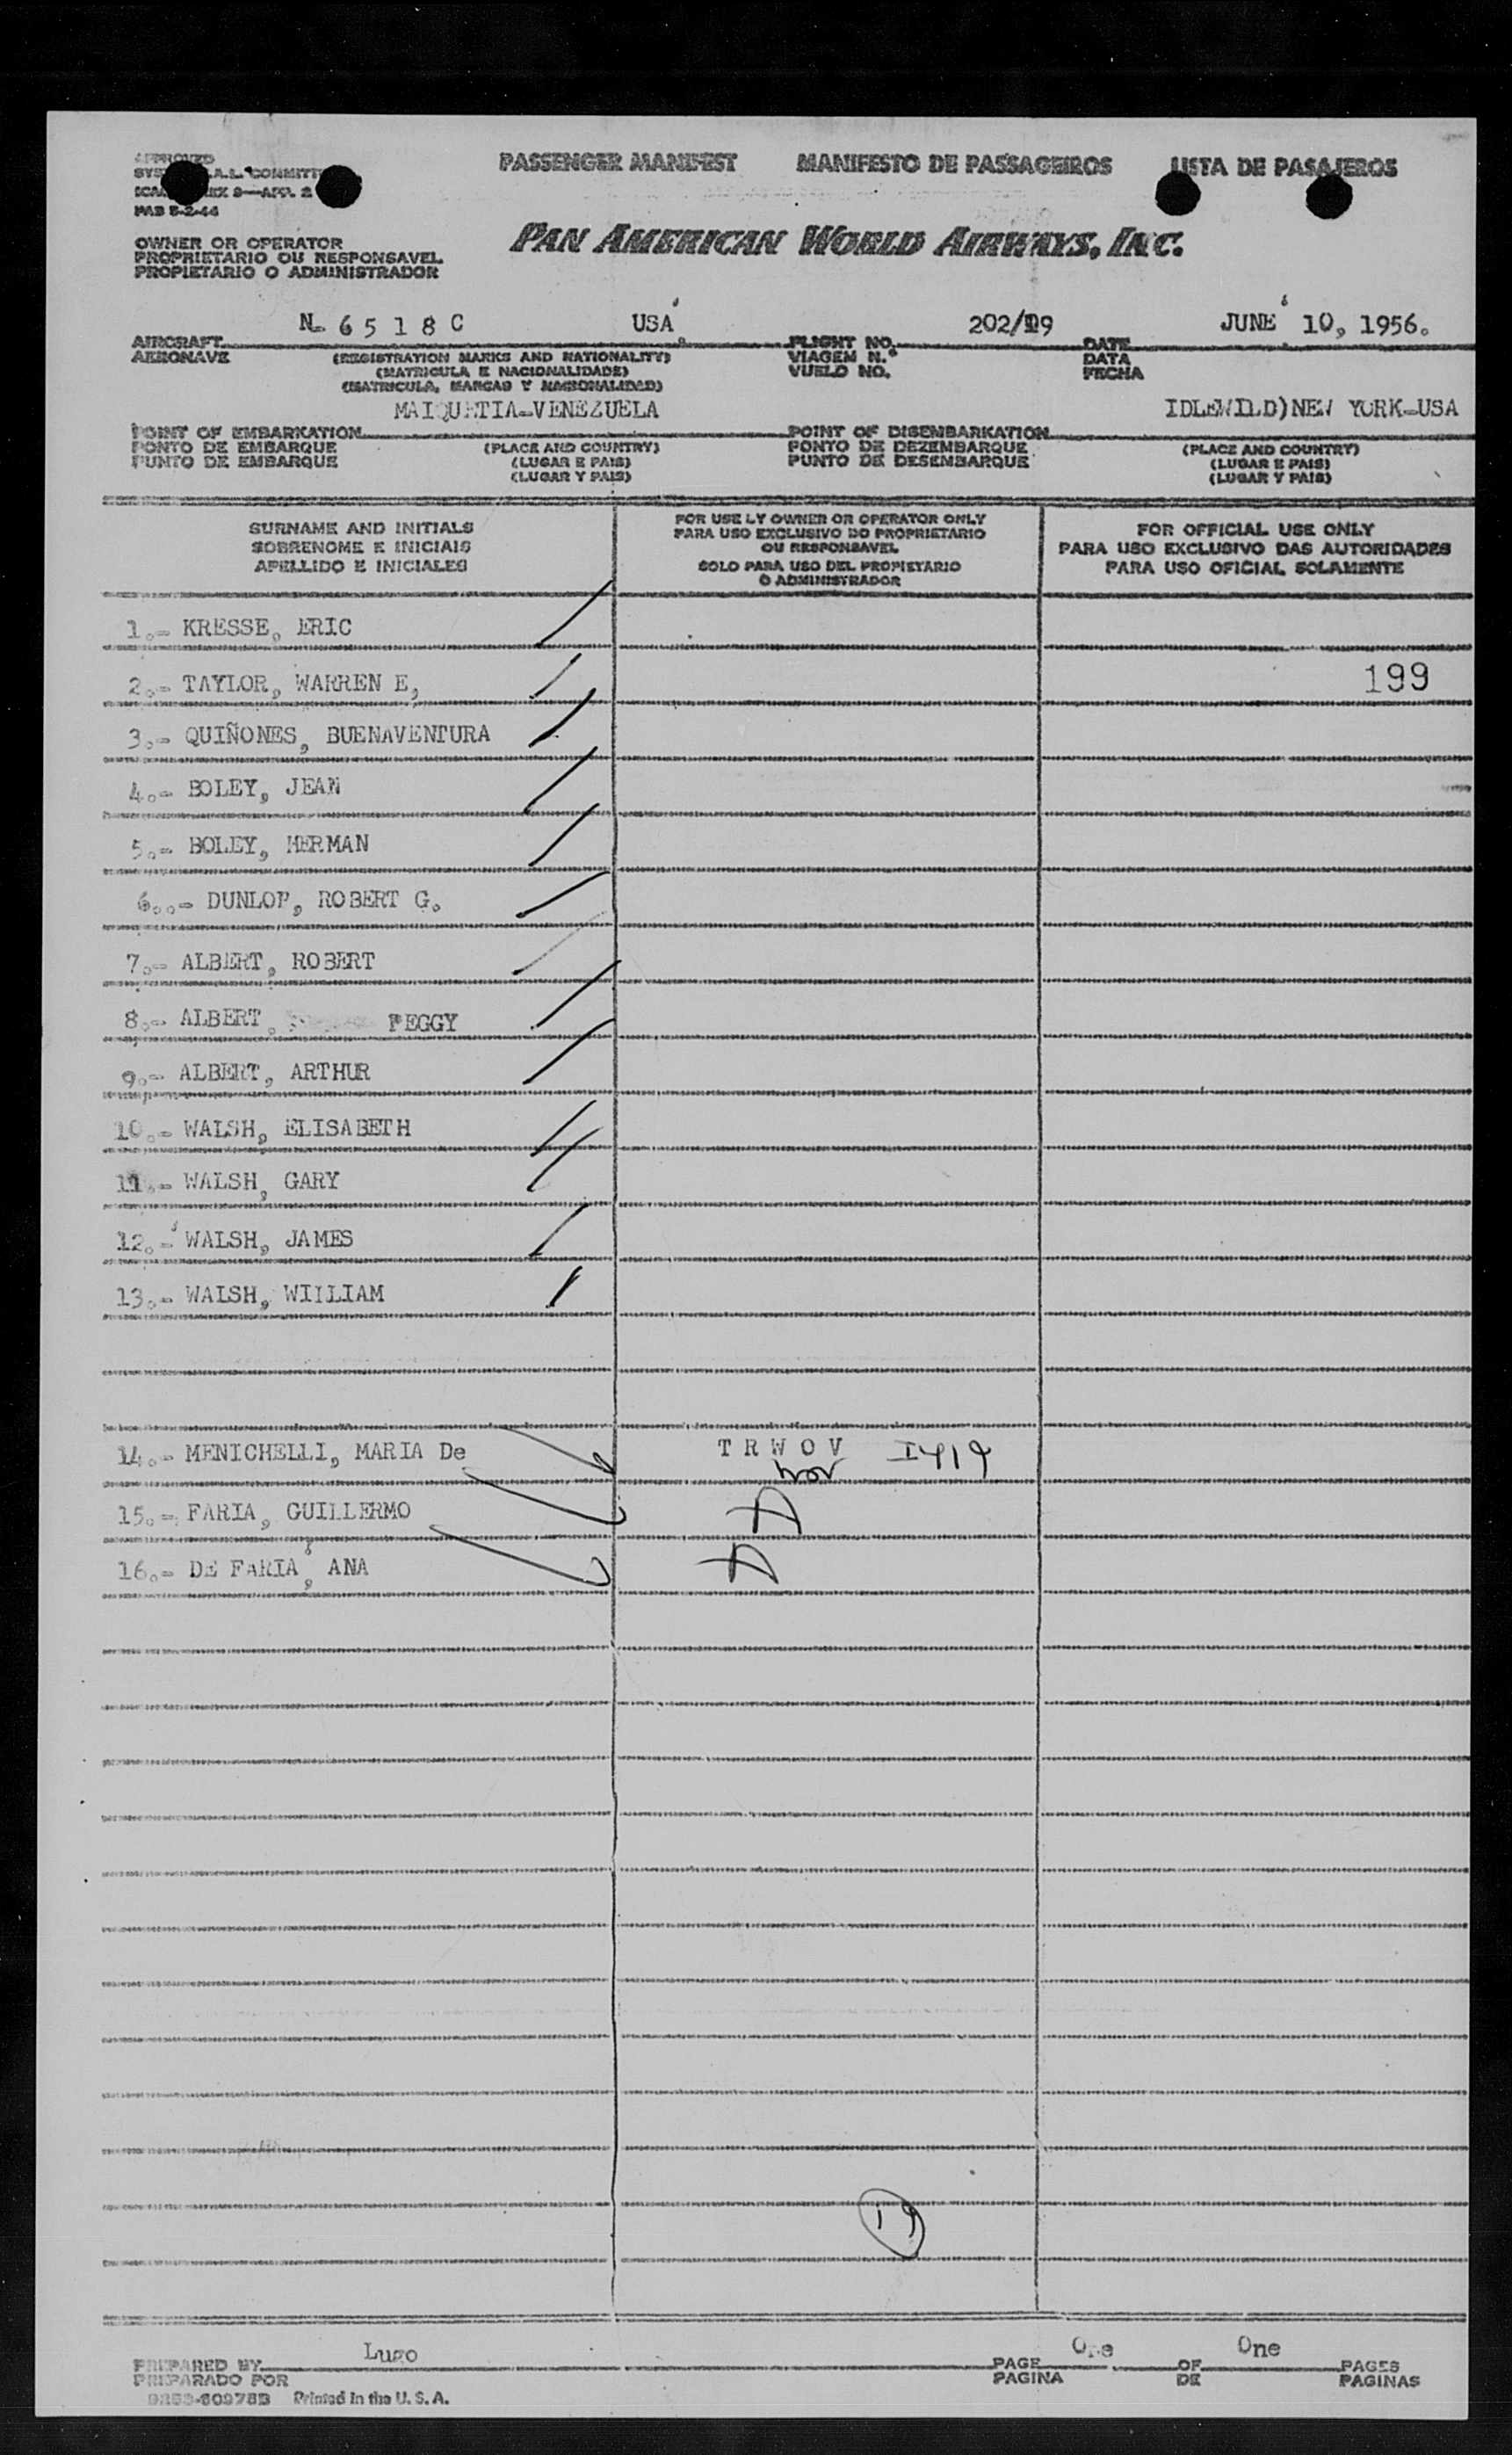 APPROVED
PASSENGER MANIFEST MANIFESTO DE PASSAGEIROS LISTA DE PASAJEROS
PAB 5-2-44
OWNER OR OPERATOR
PROPRIETARIO OU RESPONSAVEL
PROPIETARIO O ADMINISTRADOR
PAN AMERICAN WORLD AIRWAYS, INC.
N 6518C USA 202/ JUNE 10, 1956.
AIRCRAFT FLIGHT NO. DATE
AERONAVE (REGISTRATION MARKS AND NATIONALITY) VIAGEM N.º DATA
(MATRICULA E NACIONALIDADE) VUELO NO. FECHA
(MATRICULA, MARCAS Y NACIONALIDAD)
MAIQUETIA-VENEZUELA IDLEWILD)NEW YORK-USA
POINT OF EMBARKATION POINT OF DISEMBARKATION
PONTO DE EMBARQUE (PLACE AND COUNTRY) PONTO DE DEZEMBARQUE (PLACE AND COUNTRY)
PUNTO DE EMBARQUE (LUGAR E PAIS) PUNTO DE DESEMBARQUE (LUGAR E PAIS)
(LUGAR Y PAIS) (LUGAR Y PAIS)
SURNAME AND INITIALS
SOBRENOME E INICIAIS
APELLIDO E INICIALES
FOR USE BY OWNER OR OPERATOR ONLY
PARA USO EXCLUSIVO DO PROPRIETARIO
OU RESPONSAVEL
SOLO PARA USO DEL PROPIETARIO
O ADMINISTRADOR
FOR OFFICIAL USE ONLY
PARA USO EXCLUSIVO DAS AUTORIDADES
PARA USO OFICIAL SOLAMENTE
1.- KRESSE, ERIC
2.- TAYLOR, WARREN E, 199
3.- QUIÑONES, BUENAVENTURA
4.- BOLEY, JEAN
5.- BOLEY, HERMAN
6..- DUNLOP, ROBERT G.
7.- ALBERT, ROBERT
8.- ALBERT, PEGGY
9.- ALBERT, ARTHUR
10.- WALSH, ELISABETH
11.- WALSH, GARY
12.- WALSH, JAMES
13.- WALSH, WILLIAM
14.- MENICHELLI, MARIA De T R W O V I419
wov
15.- FARIA, GUILLERMO A
16.- DE FARIA, ANA A
19
Lugo One One
PREPARED BY PAGE OF PAGES
PREPARADO POR PAGINA DE PAGINAS
Printed in the U. S. A.